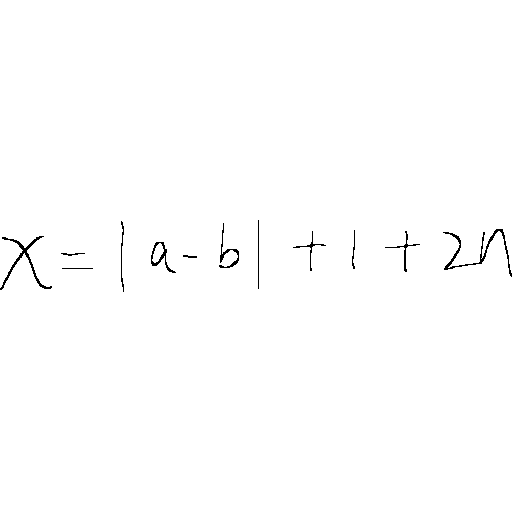 x = |a - b| + 1 + 2n